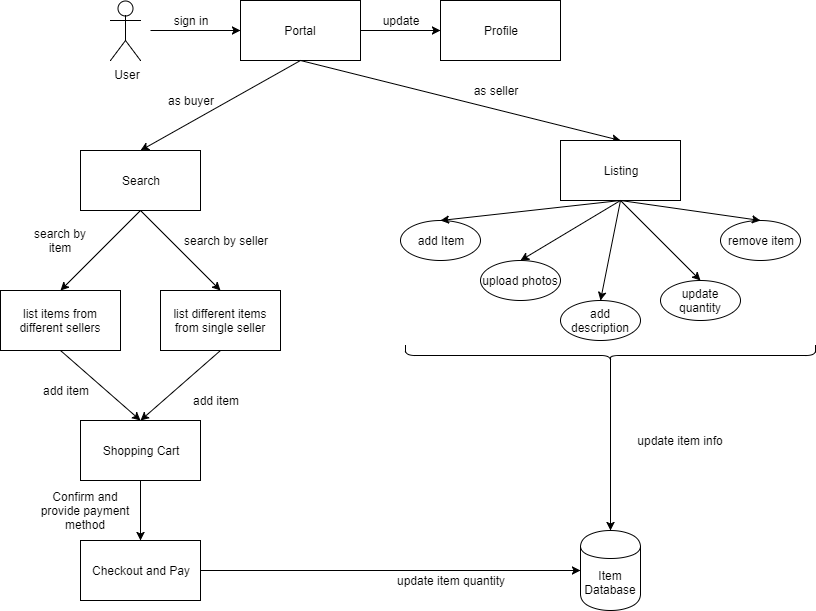 sign in
Portal
update
Profile
User
as buyer
as seller
Search
Listing
search by
item
search by seller
add Item
remove item
upload photos
update
quantity
add
description
list items from
different sellers
list different items
from single seller
add item
add item
Shopping Cart
update item info
Confirm and
provide payment
method
Checkout and Pay
update item quantity
Item
Database